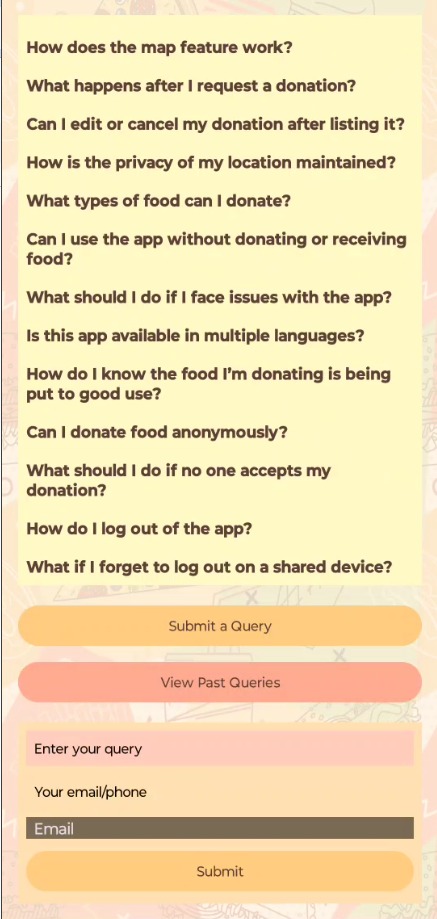 How does the map feature work?
What happens after I request a donation?
Can I edit or cancel my donation after listing it?
How is the privacy of my location maintained?
What types of food can I donate?
Can I use the app without donating or receiving
food?
What should I do if I face issues with the app?
Is this app available in multiple languages?
How do I know the food I'm donating is being
put to good use?
Can I donate food anonymously?
What should I do if no one accepts my
donation?
How do I log out of the app?
What if I forget to log out on a shared device?
Submit a Query
View Past Queries
Enter your query
Your email/phone
Email
Submit